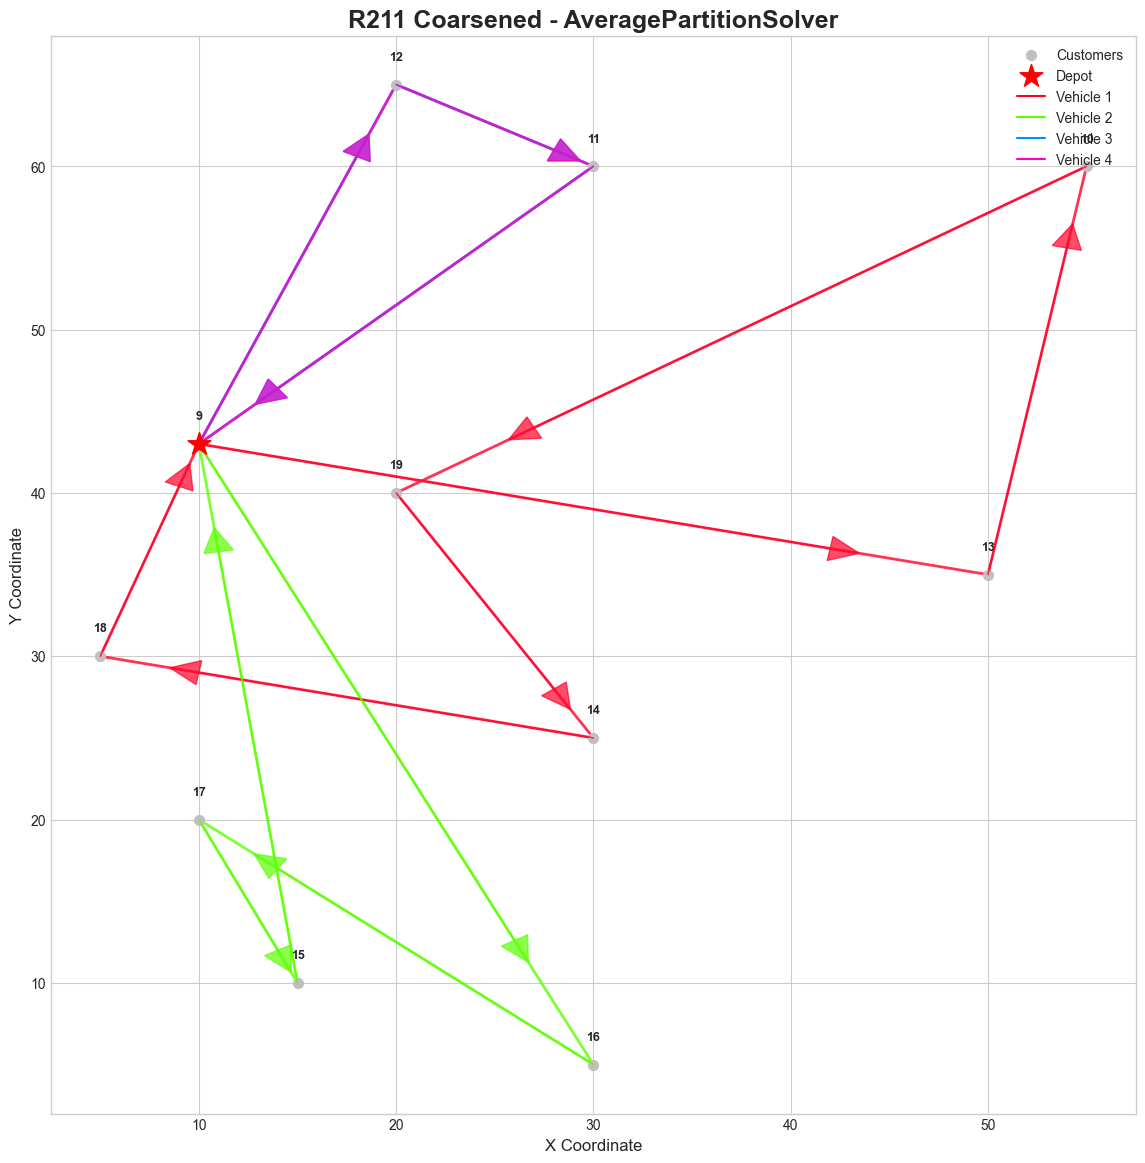 R211 Coarsened - AveragePartitionSolver
Customers
Depot
Vehicle 1
Vehicle 2
Vehicle 3
Vehicle 4
12
11
10
9
19
13
18
14
17
15
16
60
50
40
30
20
10
10
20
30
40
50
X Coordinate
Y Coordinate